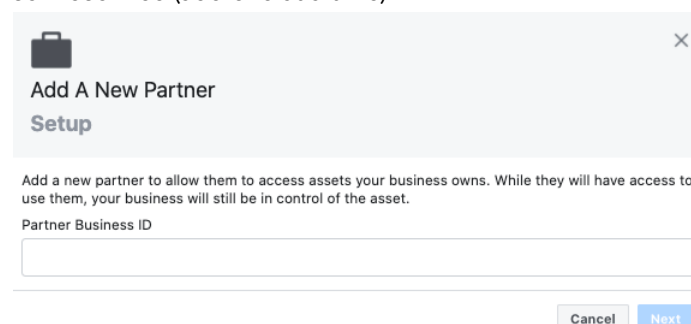 Add A New Partner
Setup
Add a new partner to allow them to access assets your business owns. While they will have access to
use them, your business will still be in control of the asset.
Partner Business ID
Cancel
Next